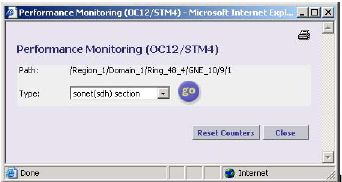 Performance Monitoring (OC12/STM4) - Microsoft Internet Expl...
Performance Monitoring (OC12/STM4)
Path: /Region_1/Domain_1/Ring_48_4/GNE_10/9/1
Type: sonet(sdh) section go
Reset Counters Close
Done Internet